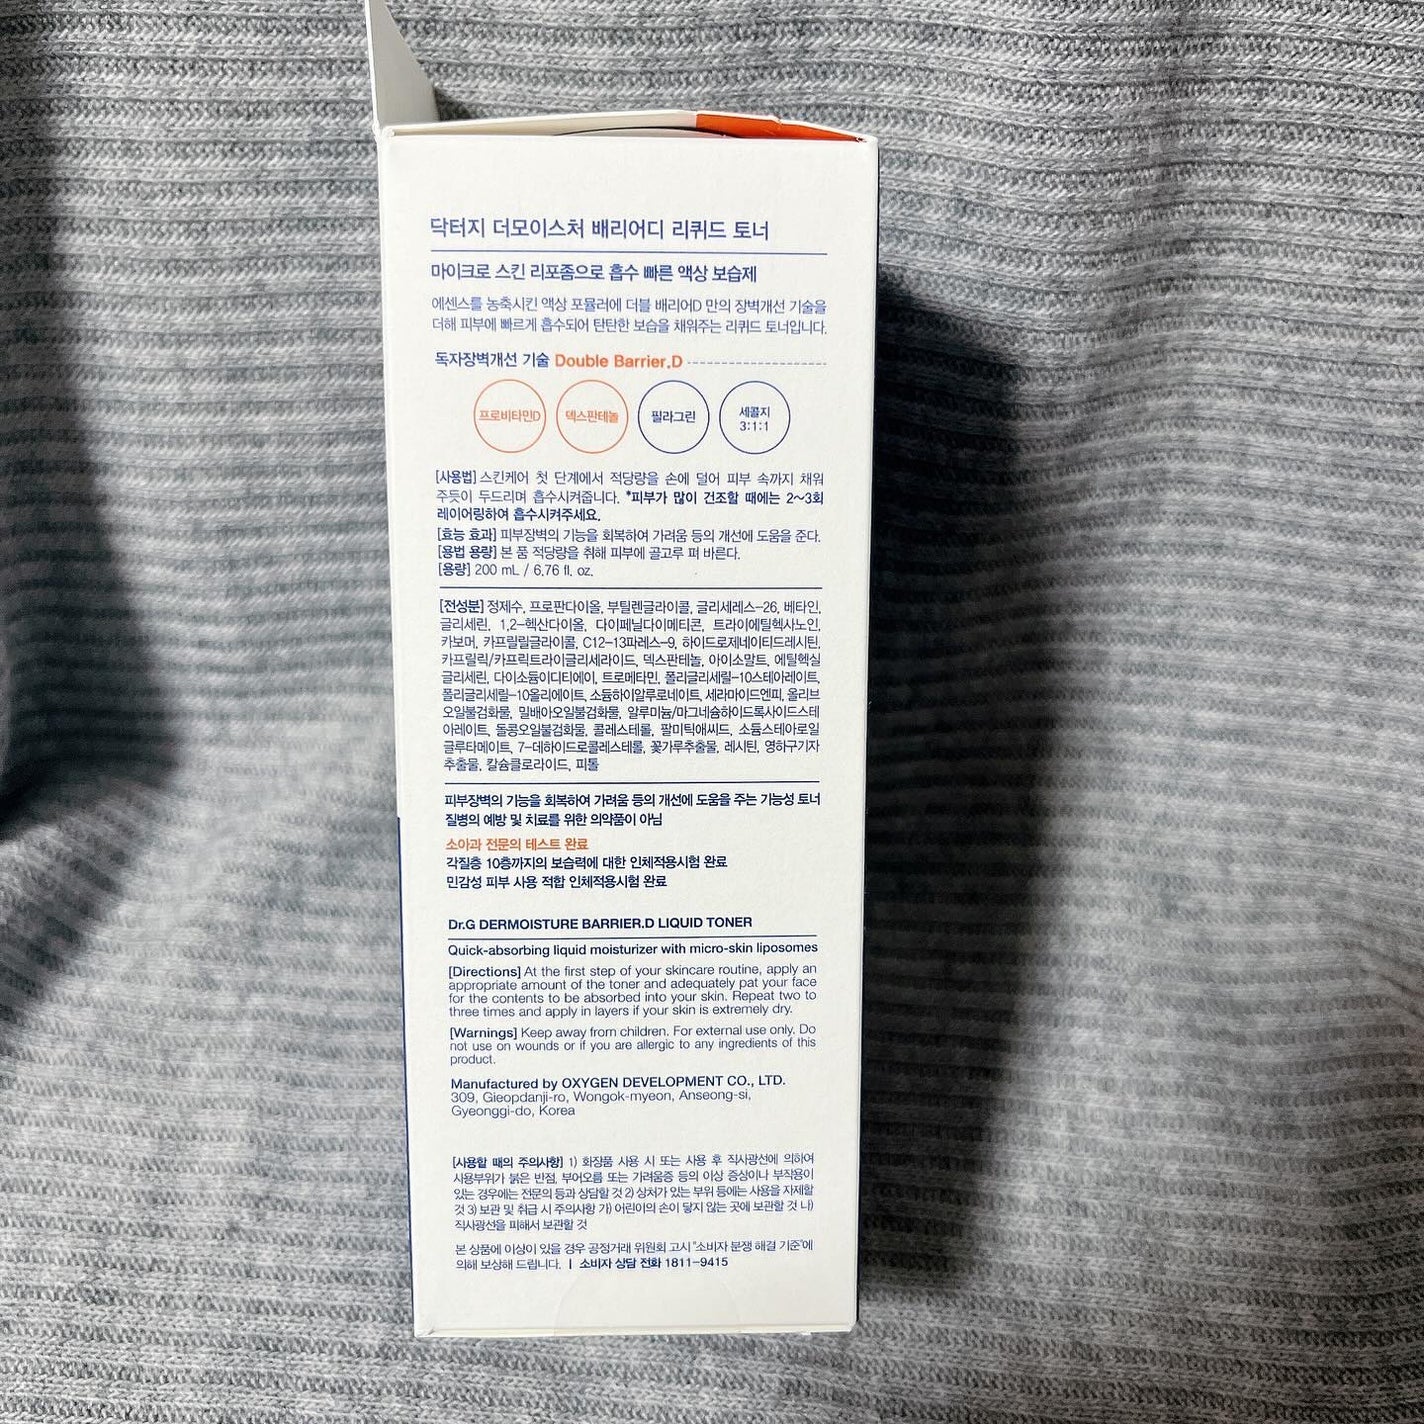 닥터지 더모이스처 배리어디 리퀴드 토너
마이크로 스킨 리포좀으로 흡수 빠른 액상 보습제
에센스를 농축시킨 액상 포뮬러에 더블 배리어D 만의 장벽개선 기술을
더해 피부에 빠르게 흡수되어 탄탄한 보습을 채워주는 리퀴드 토너입니다.
독자장벽개선 기술 Double Barrier.D
프로비타민D
덱스판테놀
필라그린
세콜지
3:1:1
[사용법] 스킨케어 첫 단계에서 적당량을 손에 덜어 피부 속까지 채워
주듯이 두드리며 흡수시켜줍니다. *피부가 많이 건조할 때에는 2~3회
레이어링하여 흡수시켜주세요.
[효능 효과] 피부장벽의 기능을 회복하여 가려움 등의 개선에 도움을 준다.
[용법 용량] 본 품 적당량을 취해 피부에 골고루 펴 바른다.
[용량] 200 mL / 6.76 fl. oz.
[전성분] 정제수, 프로판다이올, 부틸렌글라이콜, 글리세레스-26, 베타인,
글리세린, 1,2-헥산다이올, 다이페닐다이메티콘, 트라이에틸헥사노인,
카보머, 카프릴릴글라이콜, C12-13파레스-9, 하이드로제네이티드레시틴,
카프릴릭/카프릭트라이글리세라이드, 덱스판테놀, 아이소말트, 에틸헥실
글리세린, 다이소듐이디티에이, 트로메타민, 폴리글리세릴-10스테아레이트,
폴리글리세릴-10올리에이트, 소듐하이알루로네이트, 세라마이드엔피, 올리브
오일불검화물, 밀배아오일불검화물, 알루미늄/마그네슘하이드록사이드스테
아레이트, 돌콩오일불검화물, 콜레스테롤, 팔미틱애씨드, 소듐스테아로일
글루타메이트, 7-데하이드로콜레스테롤, 꽃가루추출물, 레시틴, 영하구기자
추출물, 칼슘클로라이드, 피톨
피부장벽의 기능을 회복하여 가려움 등의 개선에 도움을 주는 기능성 토너
질병의 예방 및 치료를 위한 의약품이 아님
소아과 전문의 테스트 완료
각질층 10층까지의 보습력에 대한 인체적용시험 완료
민감성 피부 사용 적합 인체적용시험 완료
Dr.G DERMOISTURE BARRIER.D LIQUID TONER
Quick-absorbing liquid moisturizer with micro-skin liposomes
[Directions] At the first step of your skincare routine, apply an
appropriate amount of the toner and adequately pat your face
for the contents to be absorbed into your skin. Repeat two to
three times and apply in layers if your skin is extremely dry.
[Warnings] Keep away from children. For external use only. Do
not use on wounds or if you are allergic to any ingredients of this
product.
Manufactured by OXYGEN DEVELOPMENT CO., LTD.
309, Gieopdanji-ro, Wongok-myeon, Anseong-si,
Gyeonggi-do, Korea
[사용할 때의 주의사항] 1) 화장품 사용 시 또는 사용 후 직사광선에 의하여
사용부위가 붉은 반점, 부어오름 또는 가려움증 등의 이상 증상이나 부작용이
있는 경우에는 전문의 등과 상담할 것 2) 상처가 있는 부위 등에는 사용을 자제할
것 3) 보관 및 취급 시 주의사항 가) 어린이의 손이 닿지 않는 곳에 보관할 것 나)
직사광선을 피해서 보관할 것
본 상품에 이상이 있을 경우 공정거래 위원회 고시 "소비자 분쟁 해결 기준"에
의해 보상해 드립니다. | 소비자 상담 전화 1811-9415